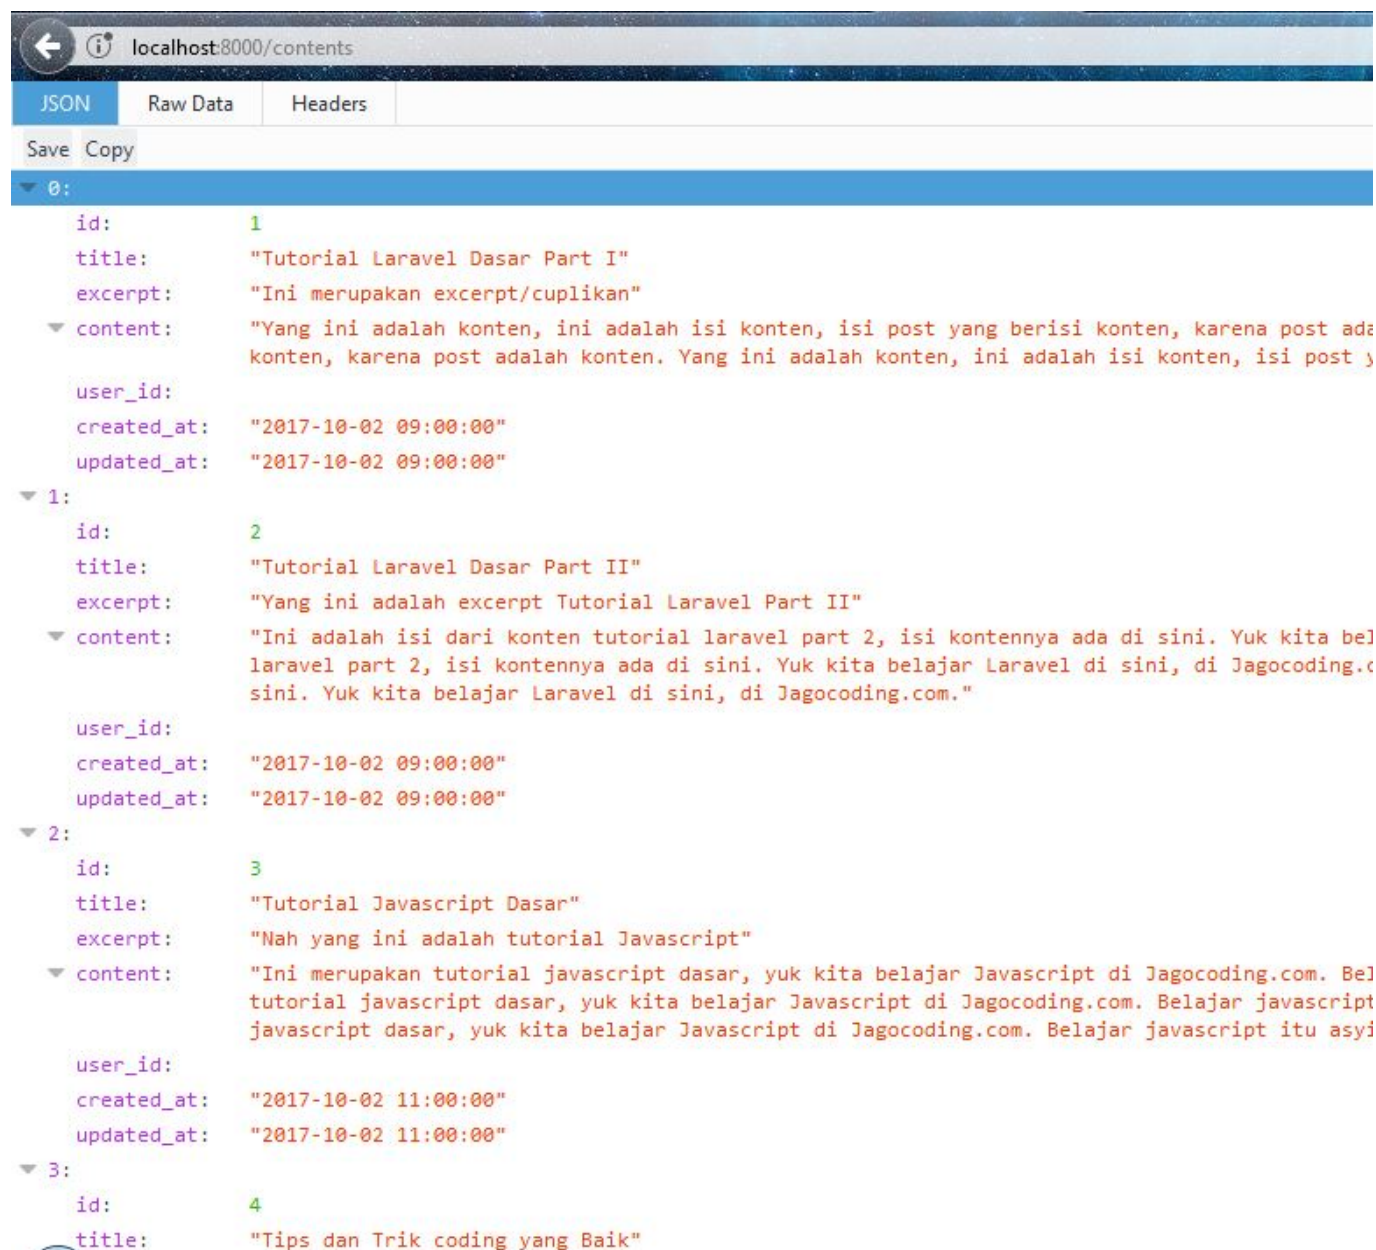 localhost:8000/contents
JSON Raw Data Headers
Save Copy
0:
id: 1
title: "Tutorial Laravel Dasar Part I"
excerpt: "Ini merupakan excerpt/cuplikan"
content: "Yang ini adalah konten, ini adalah isi konten, isi post yang berisi konten, karena post
konten, karena post adalah konten. Yang ini adalah konten, ini adalah isi konten, isi post
user_id:
created_at: "2017-10-02 09:00:00"
updated_at: "2017-10-02 09:00:00"
1:
id: 2
title: "Tutorial Laravel Dasar Part II"
excerpt: "Yang ini adalah excerpt Tutorial Laravel Part II"
content: "Ini adalah isi dari konten tutorial laravel part 2, isi kontennya ada di sini. Yuk kita
laravel part 2, isi kontennya ada di sini. Yuk kita belajar Laravel di sini, di
sini. Yuk kita belajar Laravel di sini, di Jagocoding.com."
user_id:
created_at: "2017-10-02 09:00:00"
updated_at: "2017-10-02 09:00:00"
2:
id: 3
title: "Tutorial Javascript Dasar"
excerpt: "Nah yang ini adalah tutorial Javascript"
content: "Ini merupakan tutorial javascript dasar, yuk kita belajar Javascript di Jagocoding.com.
tutorial javascript dasar, yuk kita belajar Javascript di Jagocoding.com. Belajar javascript
javascript dasar, yuk kita belajar Javascript di Jagocoding.com. Belajar javascript itu
user_id:
created_at: "2017-10-02 11:00:00"
updated_at: "2017-10-02 11:00:00"
3:
id: 4
title: "Tips dan Trik coding yang Baik"